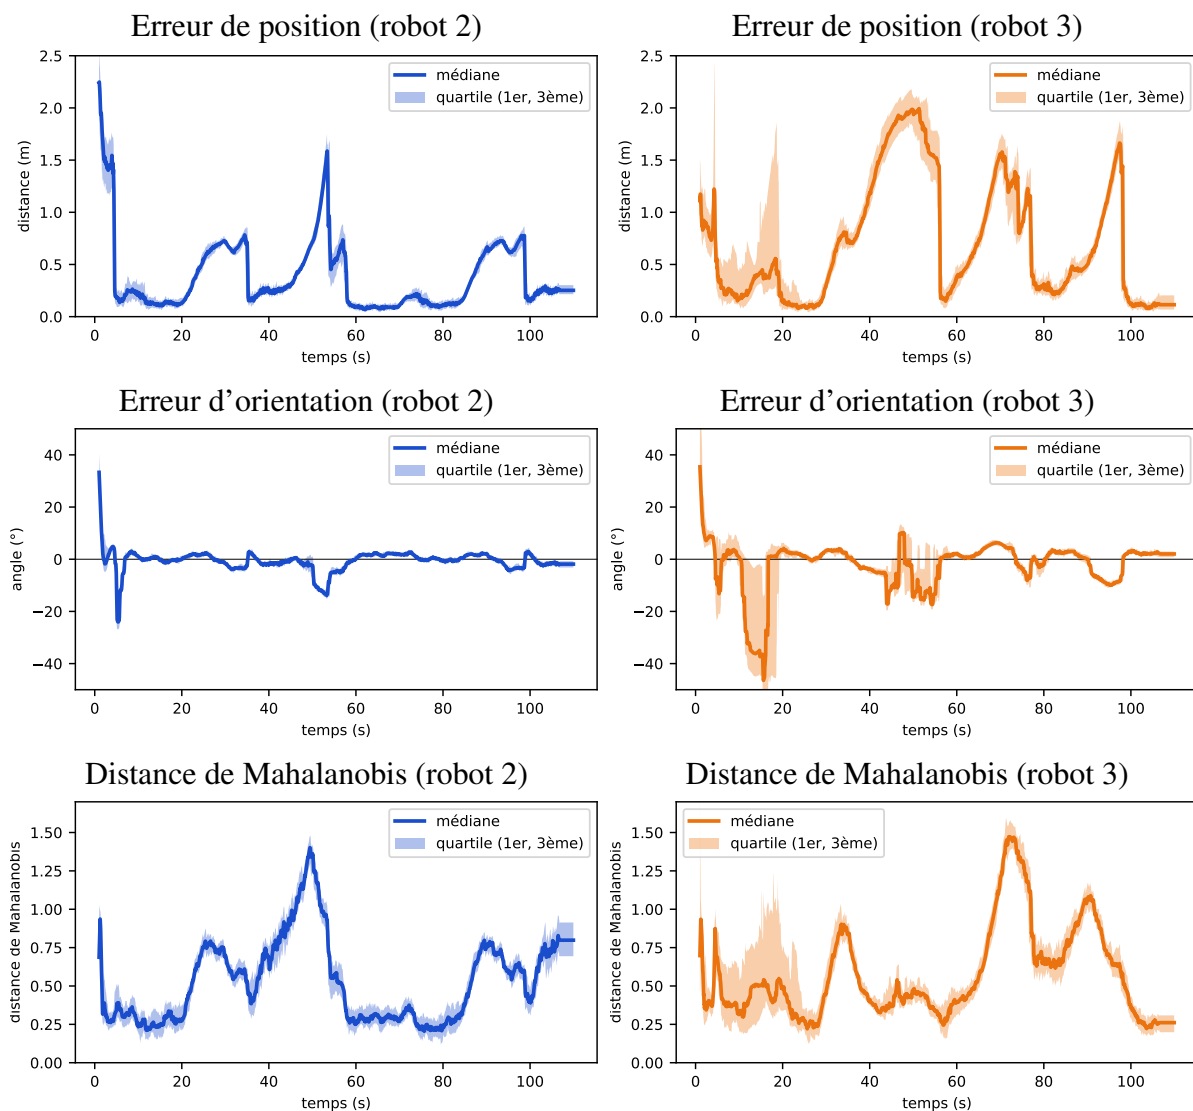 Erreur de position (robot 2)
2.5
2.0
1.5
1.0
0.5
0.0
distance (m)
médiane
quartile (1er, 3ème)
0 20 40 60 80 100
temps (s)
Erreur de position (robot 3)
2.5
2.0
1.5
1.0
0.5
0.0
distance (m)
médiane
quartile (1er, 3ème)
0 20 40 60 80 100
temps (s)
Erreur d’orientation (robot 2)
40
20
0
−20
−40
angle (°)
médiane
quartile (1er, 3ème)
0 20 40 60 80 100
temps (s)
Erreur d’orientation (robot 3)
40
20
0
−20
−40
angle (°)
médiane
quartile (1er, 3ème)
0 20 40 60 80 100
temps (s)
Distance de Mahalanobis (robot 2)
1.50
1.25
1.00
0.75
0.50
0.25
0.00
distance de Mahalanobis
médiane
quartile (1er, 3ème)
0 20 40 60 80 100
temps (s)
Distance de Mahalanobis (robot 3)
1.50
1.25
1.00
0.75
0.50
0.25
0.00
distance de Mahalanobis
médiane
quartile (1er, 3ème)
0 20 40 60 80 100
temps (s)